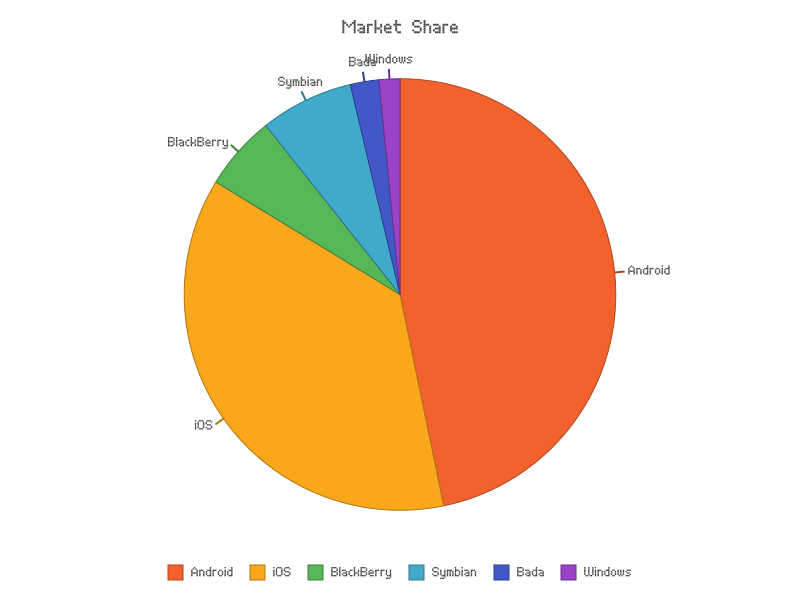 Market Share
Windows
Bada
Symbian
BlackBerry
Android
iOS
Android iOS BlackBerry Symbian Bada Windows